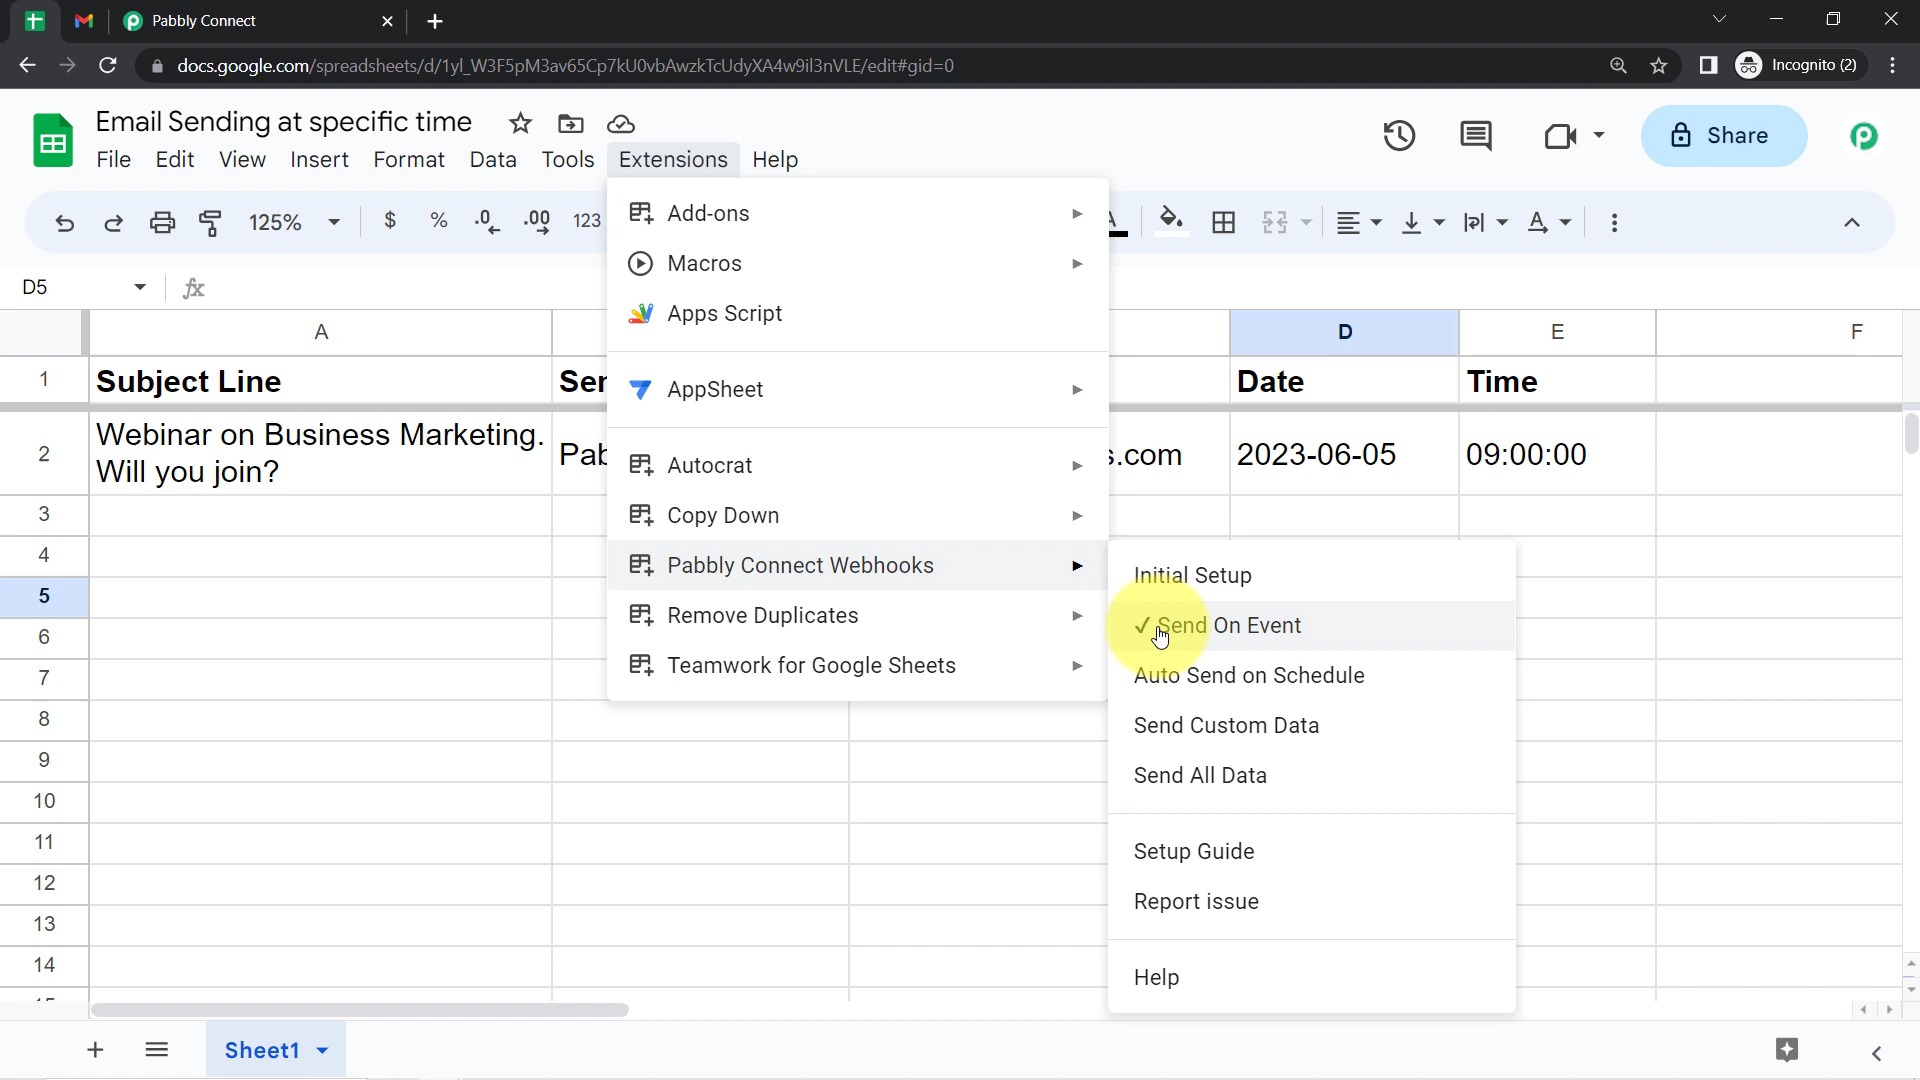 Pabbly Connect
docs.google.com/spreadsheets/d/1yl_W3F5pM3av65Cp7kU0vbAwzkTcUdyXA4w9il3nVLE/edit#gid=0
Incognito (2)
Email Sending at specific time
File Edit View Insert Format Data Tools Extensions Help
Share
125% $ % .0 .00 123
D5
fx
Add-ons
Macros
Apps Script
AppSheet
Autocrat
Copy Down
Pabbly Connect Webhooks
Remove Duplicates
Teamwork for Google Sheets
Initial Setup
✓ Send On Event
Auto Send on Schedule
Send Custom Data
Send All Data
Setup Guide
Report issue
Help
A D E F
1 Subject Line Ser Date Time
2 Webinar on Business Marketing. Pab s.com 2023-06-05 09:00:00
Will you join?
3
4
5
6
7
8
9
10
11
12
13
14
Sheet1